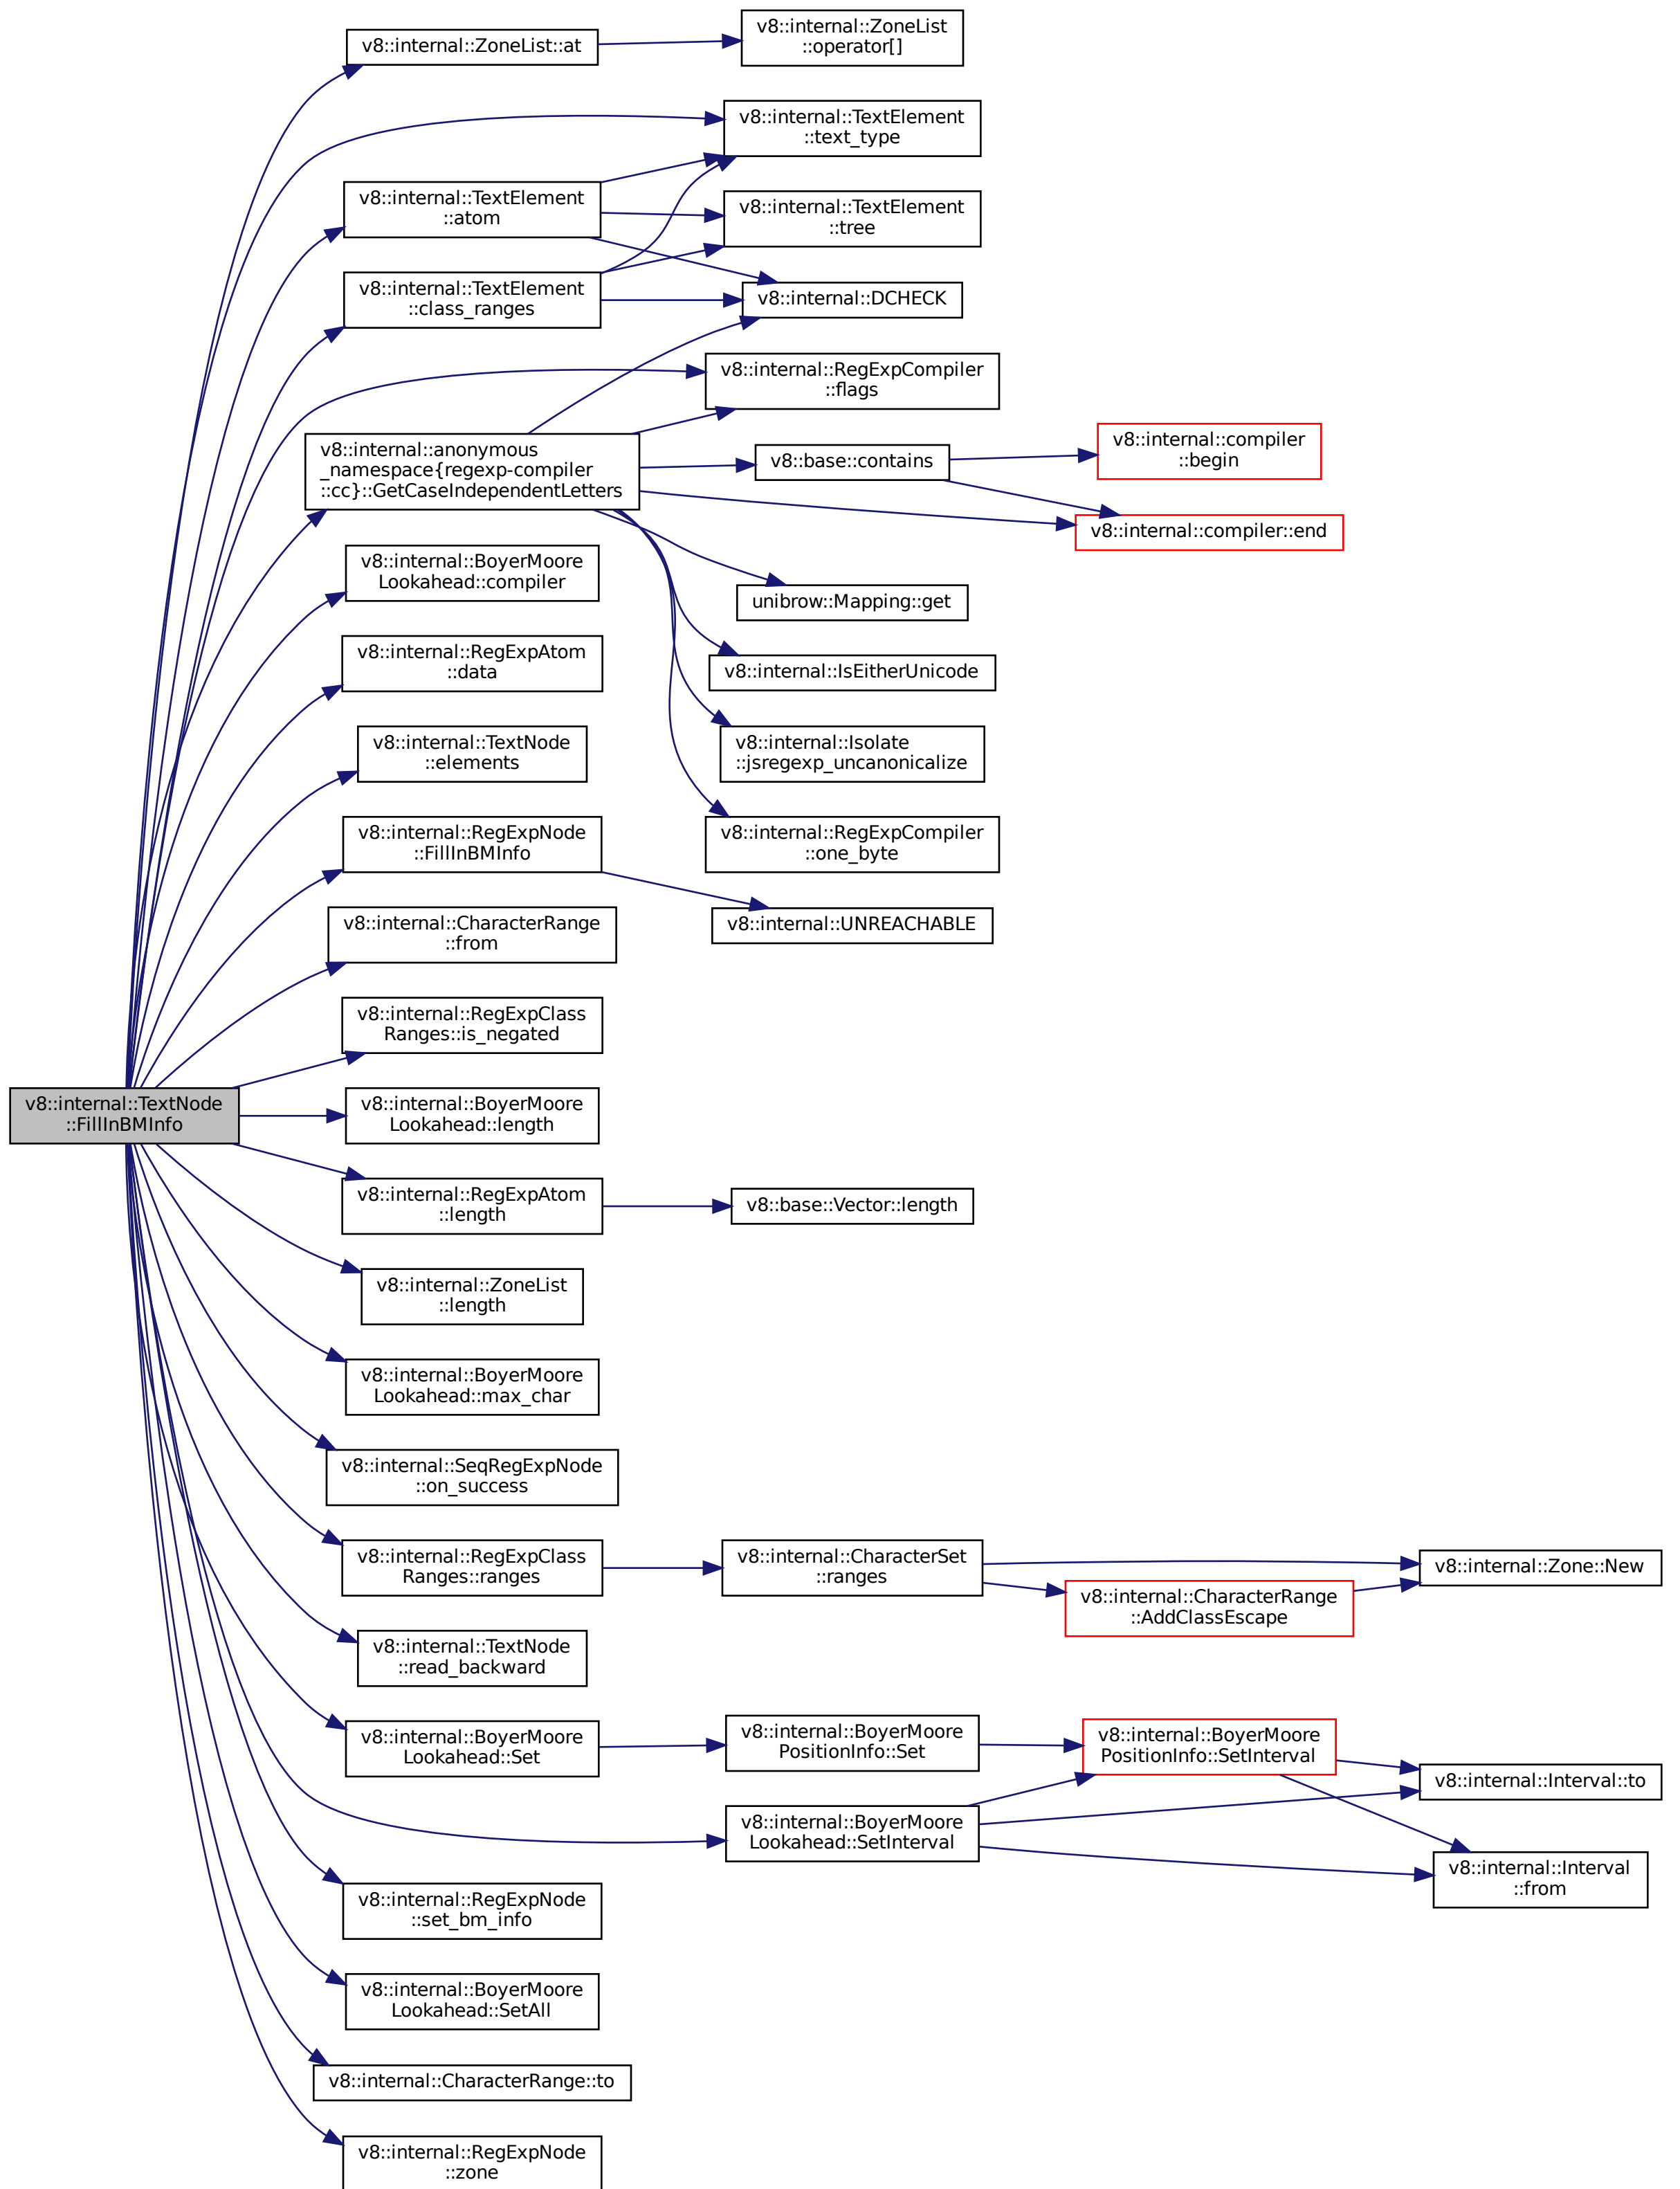 v8::internal::ZoneList::at
v8::internal::ZoneList
::operator[]
v8::internal::TextElement
::text_type
v8::internal::TextElement
::atom
v8::internal::TextElement
::tree
v8::internal::TextElement
::class_ranges
v8::internal::DCHECK
v8::internal::RegExpCompiler
::flags
v8::internal::anonymous
_namespace{regexp-compiler
::cc}::GetCaseIndependentLetters
v8::base::contains
v8::internal::compiler
::begin
v8::internal::compiler::end
v8::internal::BoyerMoore
Lookahead::compiler
unibrow::Mapping::get
v8::internal::RegExpAtom
::data
v8::internal::IsEitherUnicode
v8::internal::TextNode
::elements
v8::internal::Isolate
::jsregexp_uncanonicalize
v8::internal::RegExpNode
::FillInBMInfo
v8::internal::RegExpCompiler
::one_byte
v8::internal::UNREACHABLE
v8::internal::CharacterRange
::from
v8::internal::RegExpClass
Ranges::is_negated
v8::internal::TextNode
::FillInBMInfo
v8::internal::BoyerMoore
Lookahead::length
v8::internal::RegExpAtom
::length
v8::base::Vector::length
v8::internal::ZoneList
::length
v8::internal::BoyerMoore
Lookahead::max_char
v8::internal::SeqRegExpNode
::on_success
v8::internal::RegExpClass
Ranges::ranges
v8::internal::CharacterSet
::ranges
v8::internal::Zone::New
v8::internal::CharacterRange
::AddClassEscape
v8::internal::TextNode
::read_backward
v8::internal::BoyerMoore
Lookahead::Set
v8::internal::BoyerMoore
PositionInfo::Set
v8::internal::BoyerMoore
PositionInfo::SetInterval
v8::internal::Interval::to
v8::internal::BoyerMoore
Lookahead::SetInterval
v8::internal::Interval
::from
v8::internal::RegExpNode
::set_bm_info
v8::internal::BoyerMoore
Lookahead::SetAll
v8::internal::CharacterRange::to
v8::internal::RegExpNode
::zone